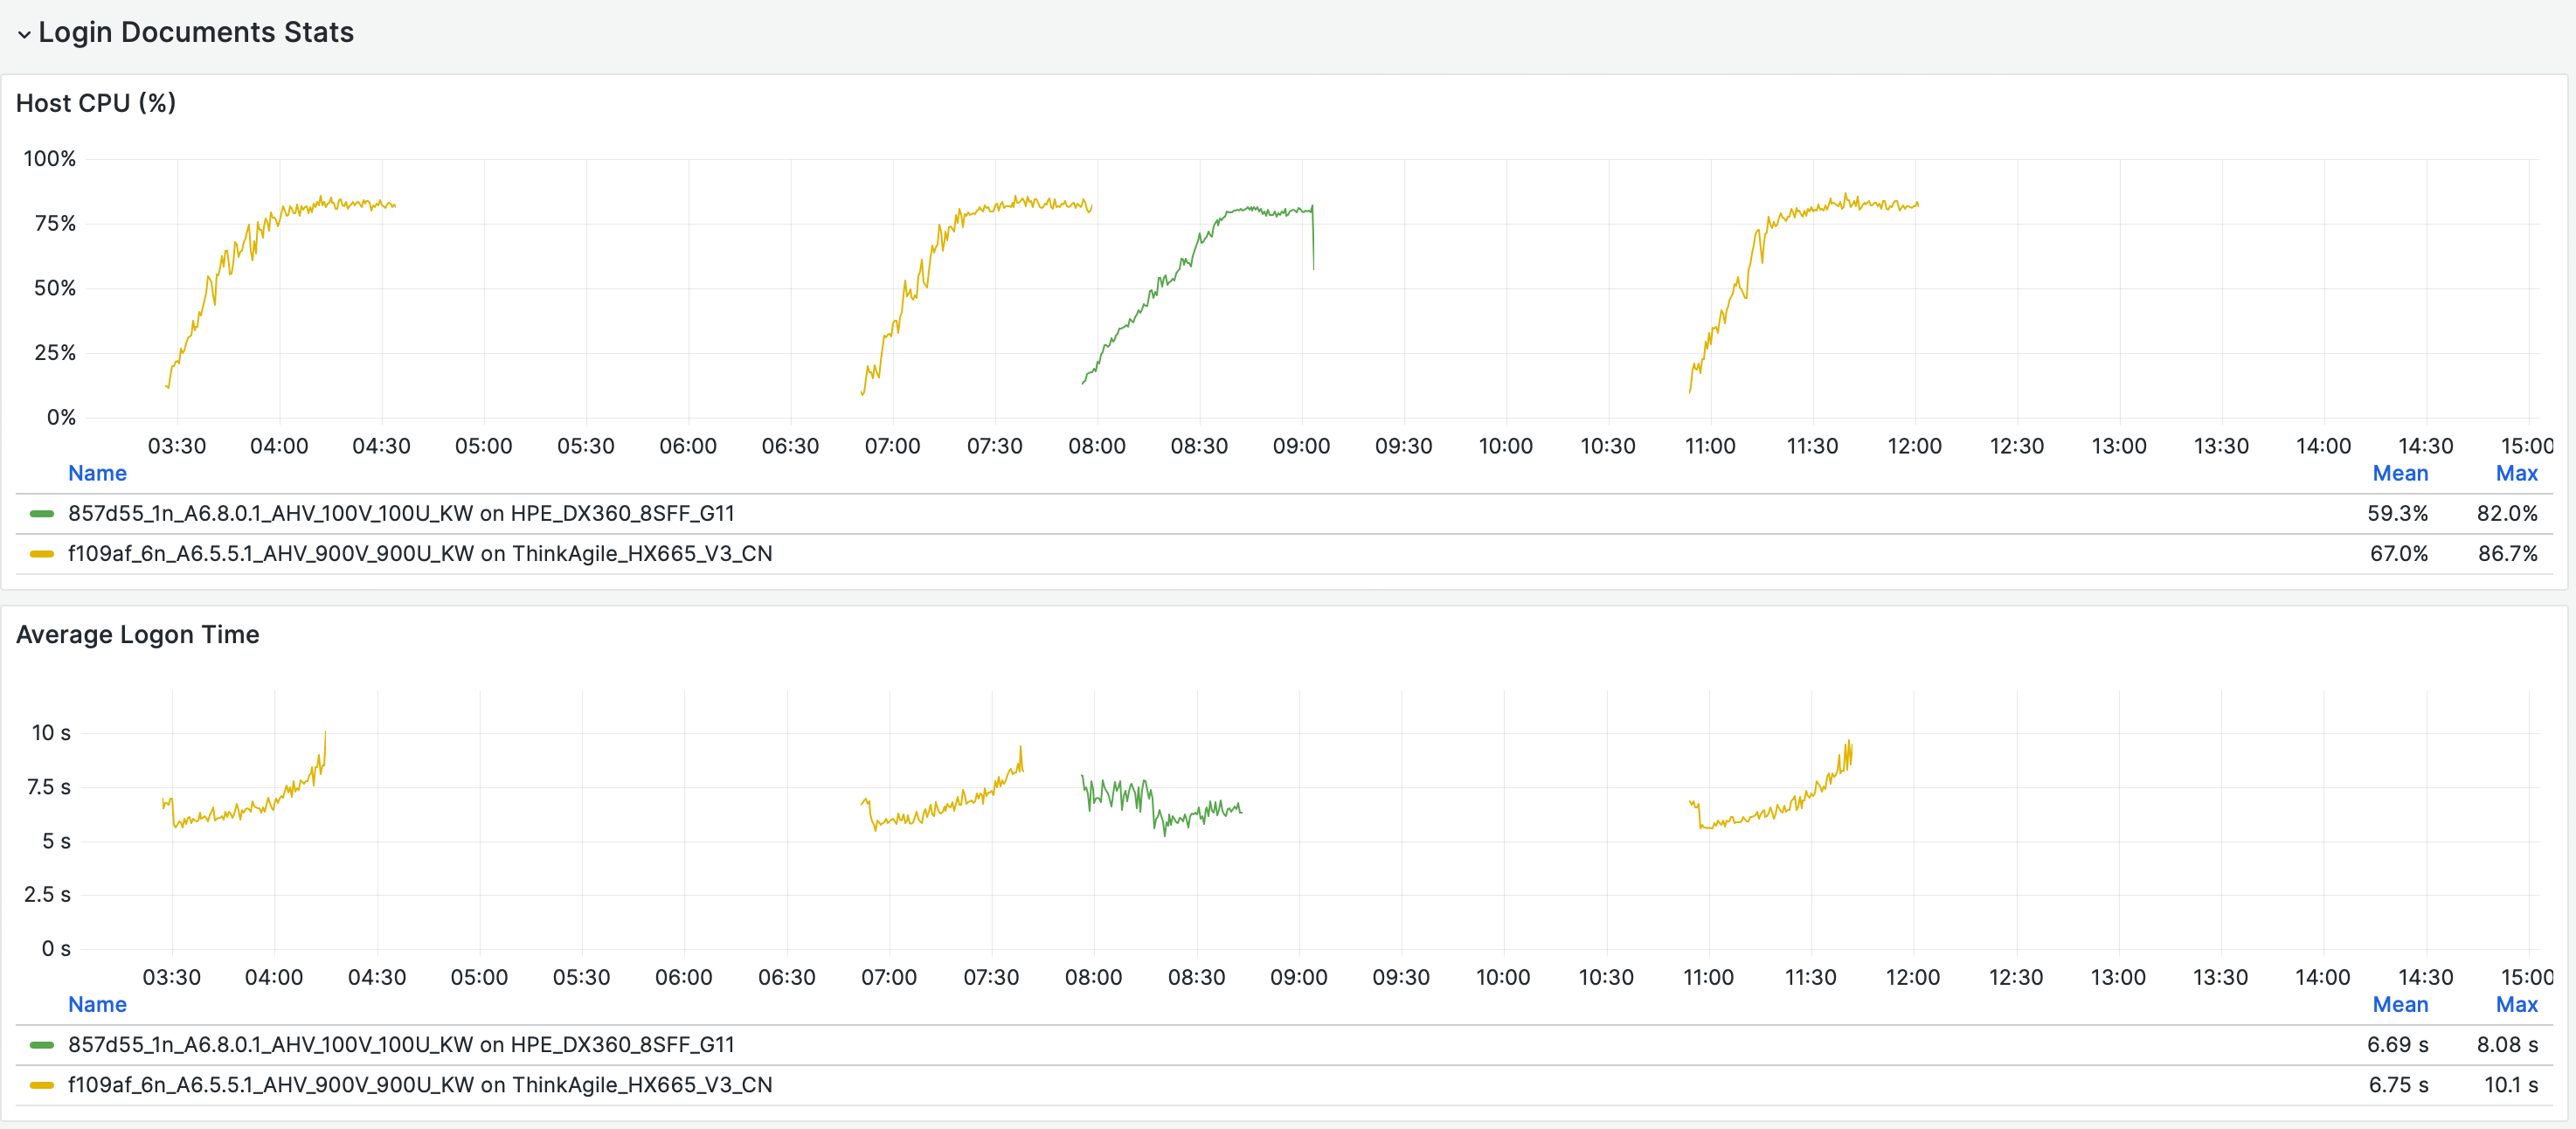 Login Documents Stats
Host CPU (%)
100%
75%
50%
25%
0%
03:30 04:00 04:30 05:00 05:30 06:00 06:30 07:00 07:30 08:00 08:30 09:00 09:30 10:00 10:30 11:00 11:30 12:00 12:30 13:00 13:30 14:00 14:30 15:00
Name Mean Max
857d55_1n_A6.8.0.1_AHV_100V_100U_KW on HPE_DX360_8SFF_G11 59.3% 82.0%
f109af_6n_A6.5.5.1_AHV_900V_900U_KW on ThinkAgile_HX665_V3_CN 67.0% 86.7%
Average Logon Time
10 s
7.5 s
5 s
2.5 s
0 s
03:30 04:00 04:30 05:00 05:30 06:00 06:30 07:00 07:30 08:00 08:30 09:00 09:30 10:00 10:30 11:00 11:30 12:00 12:30 13:00 13:30 14:00 14:30 15:00
Name Mean Max
857d55_1n_A6.8.0.1_AHV_100V_100U_KW on HPE_DX360_8SFF_G11 6.69 s 8.08 s
f109af_6n_A6.5.5.1_AHV_900V_900U_KW on ThinkAgile_HX665_V3_CN 6.75 s 10.1 s